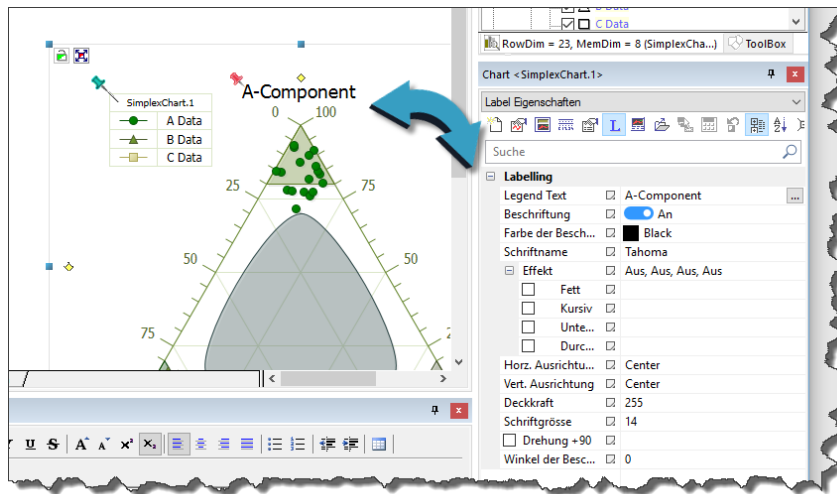 C Data
RowDim = 23, MemDim = 8 (SimplexCha...)
ToolBox
Chart <SimplexChart.1>
Label Eigenschaften
Suche
Labelling
Legend Text A-Component ...
Beschriftung An
Farbe der Besch... Black
Schriftname Tahoma
Effekt Aus, Aus, Aus, Aus
Fett
Kursiv
Unte...
Durc...
Horz. Ausrichtu... Center
Vert. Ausrichtung Center
Deckkraft 255
Schriftgrösse 14
Drehung +90
Winkel der Besc... 0
SimplexChart.1
A Data
B Data
C Data
A-Component
0 100
25 75
50 50
75
U S A A x² Xₛ